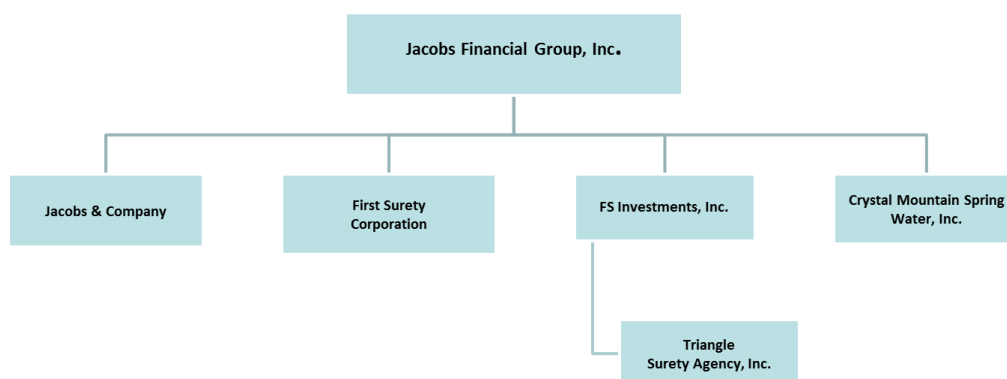 Jacobs Financial Group, Inc.
Jacobs & Company
First Surety
Corporation
FS Investments, Inc.
Crystal Mountain Spring
Water, Inc.
Triangle
Surety Agency, Inc.